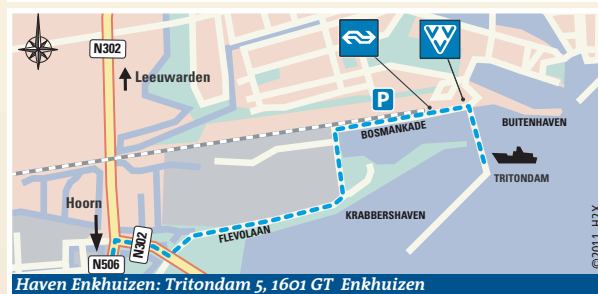 N302
Leeuwarden
P
BOSMANKADE
BUITENHAVEN
TRITONDAM
Hoorn
KRABBERSHAVEN
FLEVOLAAN
N302
N506
©2011 H2X
Haven Enkhuizen: Tritondam 5, 1601 GT Enkhuizen